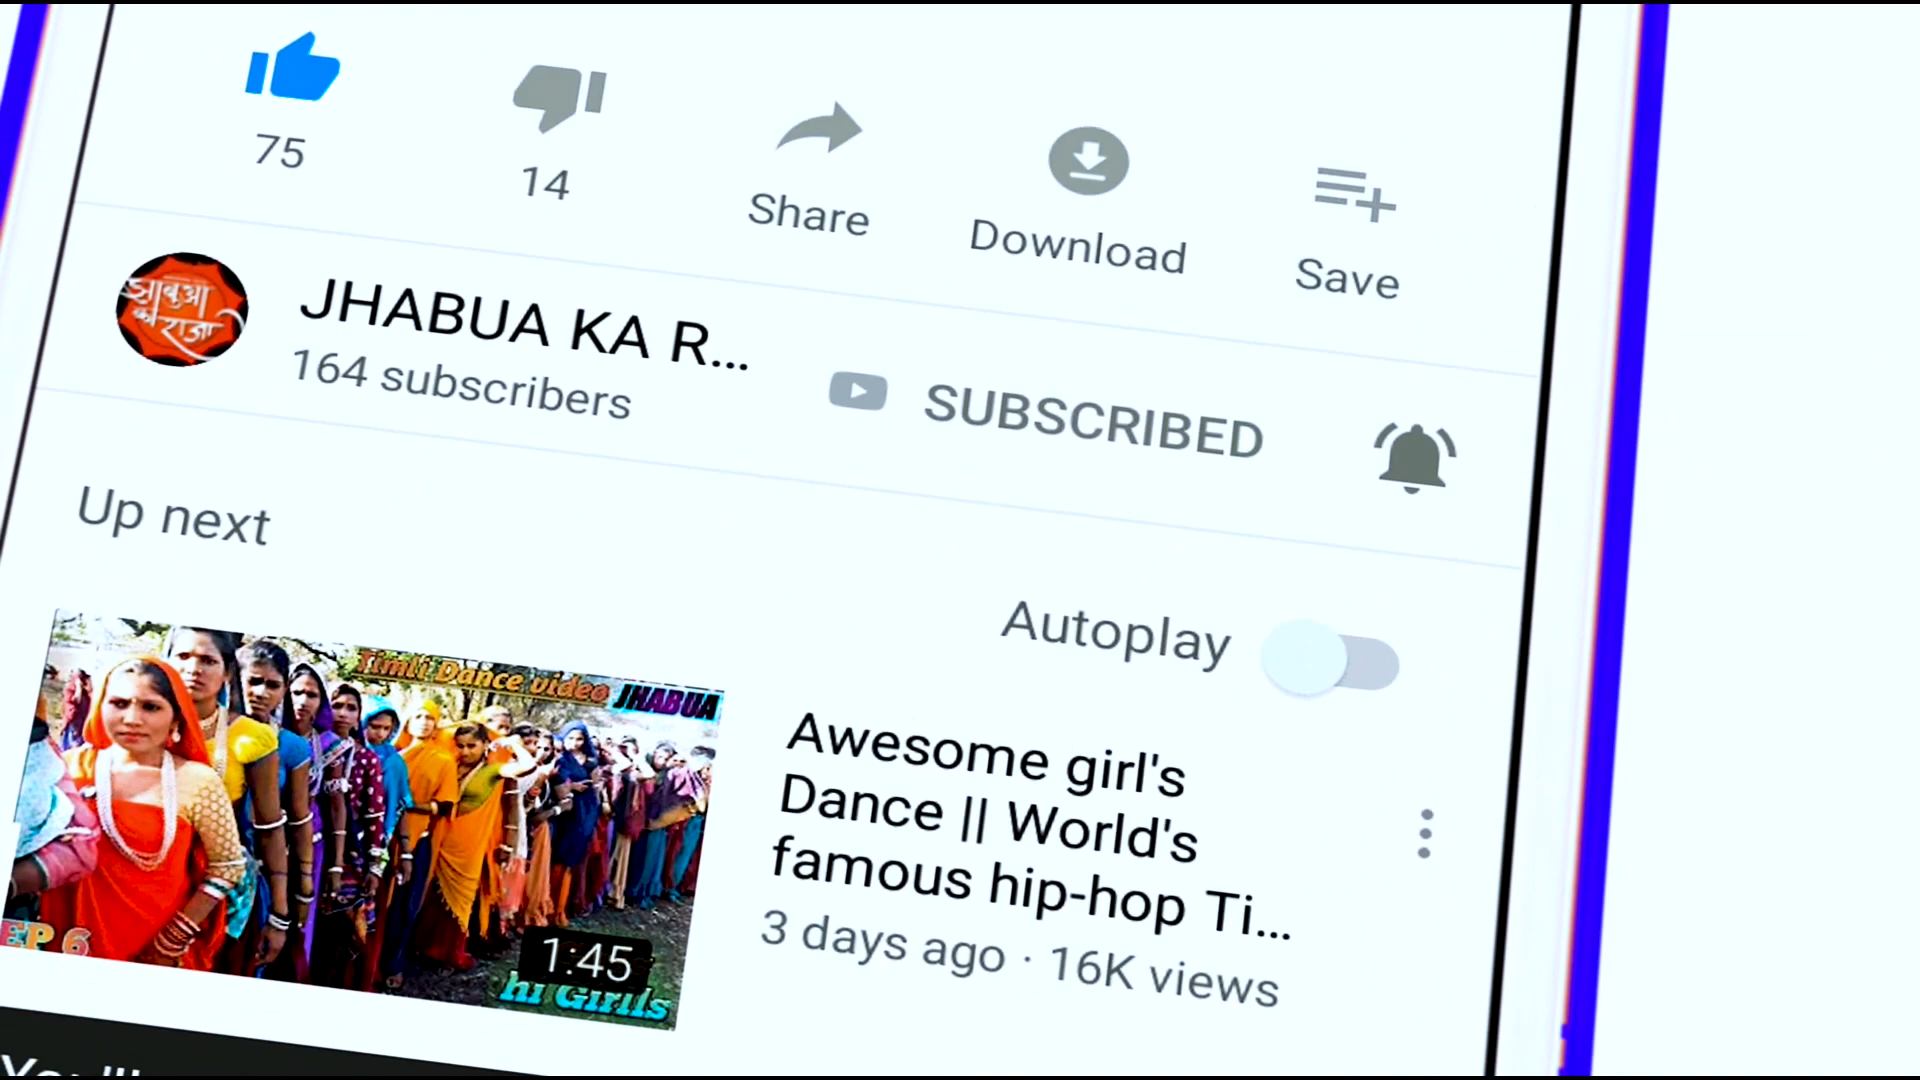 75
14
Share
Download
Save
झाबुआ
का राजा
JHABUA KA R...
164 subscribers
SUBSCRIBED
Up next
Autoplay
Timli Dance video JHABUA
EP 6
1:45
hi Girils
Awesome girl's
Dance || World's
famous hip-hop Ti...
3 days ago · 16K views